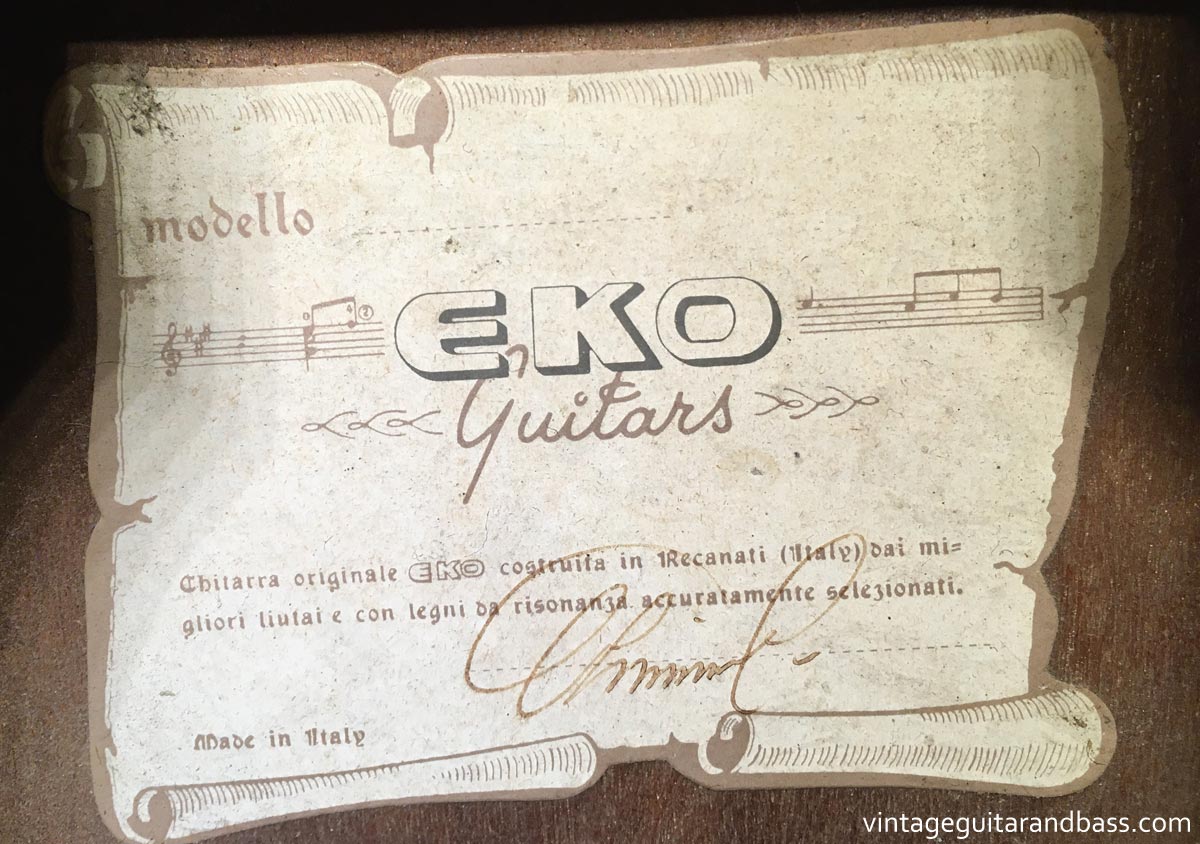 modello
EKO
Guitars
Chitarra originale EKO costruita in Recanati (Italy) dai mi=
gliori liutai e con legni da risonanza accuratamente selezionati.
Made in Italy
vintageguitarandbass.com